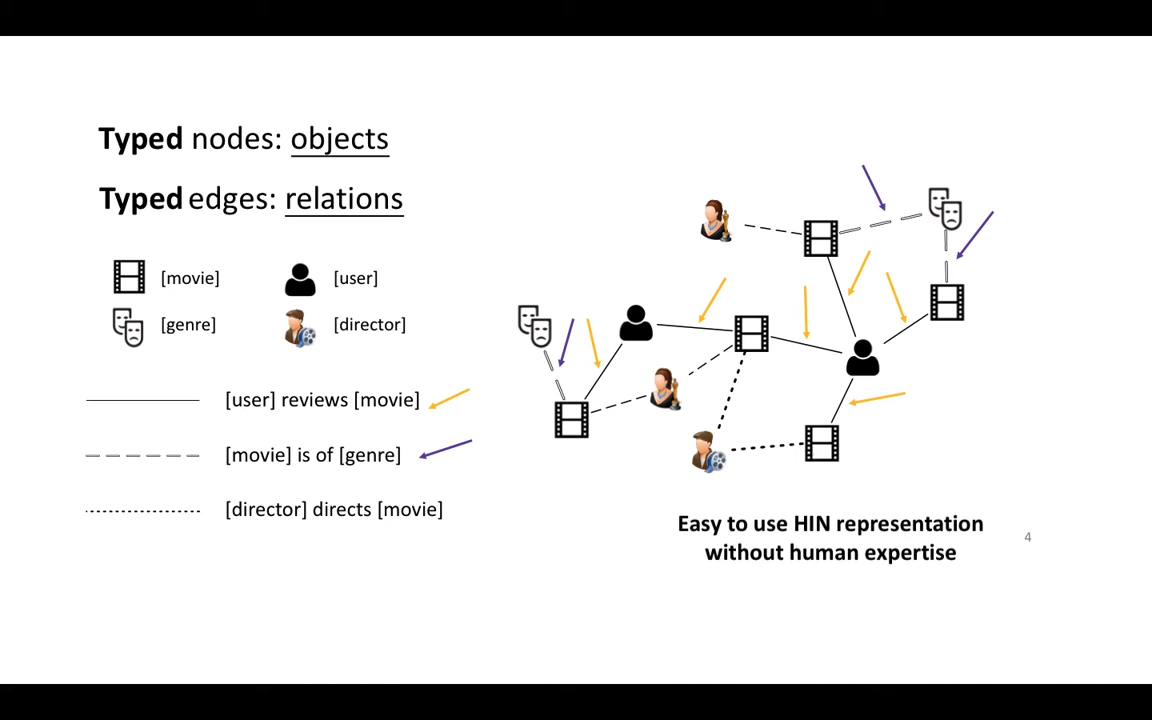 Typed nodes: objects
Typed edges: relations
[movie]
[user]
[genre]
[director]
[user] reviews [movie]
[movie] is of [genre]
[director] directs [movie]
Easy to use HIN representation
without human expertise
4